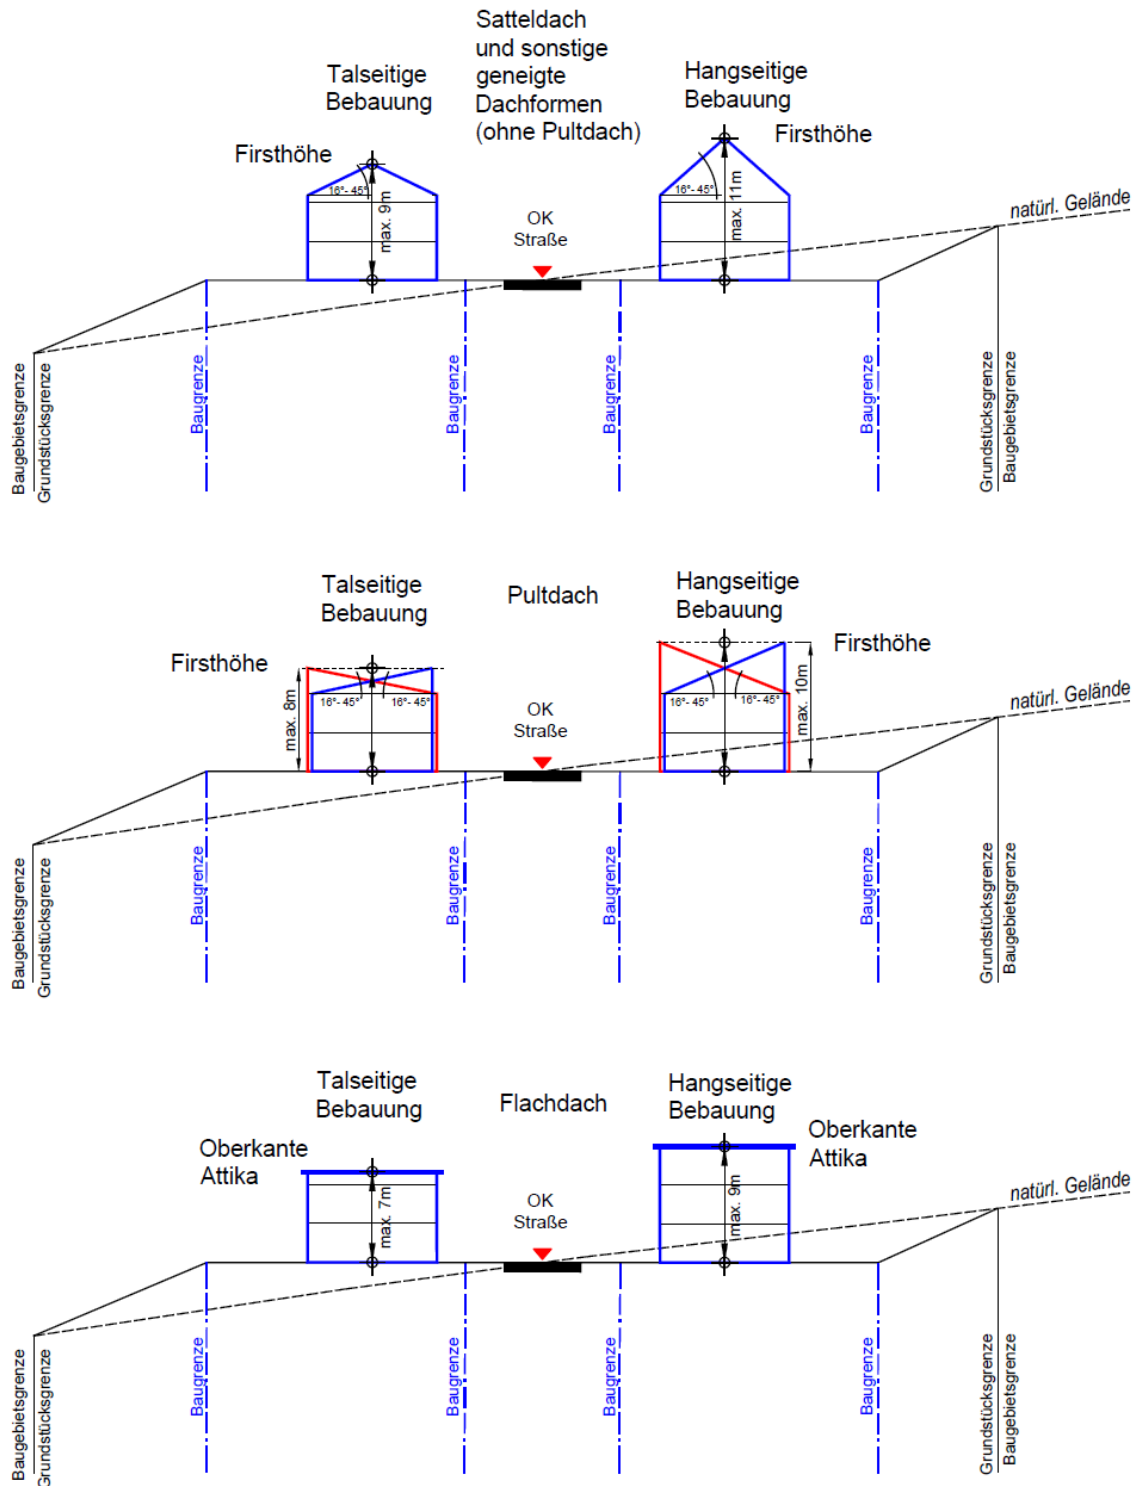 Satteldach
und sonstige
geneigte
Dachformen
(ohne Pultdach)
Talseitige
Bebauung
Hangseitige
Bebauung
Firsthöhe
Firsthöhe
16°- 45°
max. 9m
16°- 45°
max. 11m
OK
Straße
natürl. Gelände
Baugebietsgrenze
Grundstücksgrenze
Baugrenze
Baugrenze
Baugrenze
Baugrenze
Grundstücksgrenze
Baugebietsgrenze
Talseitige
Bebauung
Pultdach
Hangseitige
Bebauung
Firsthöhe
Firsthöhe
max. 8m
16°- 45°
16°- 45°
16°- 45°
16°- 45°
max. 10m
OK
Straße
natürl. Gelände
Baugebietsgrenze
Grundstücksgrenze
Baugrenze
Baugrenze
Baugrenze
Baugrenze
Grundstücksgrenze
Baugebietsgrenze
Talseitige
Bebauung
Flachdach
Hangseitige
Bebauung
Oberkante
Attika
Oberkante
Attika
max. 7m
max. 9m
OK
Straße
natürl. Gelände
Baugebietsgrenze
Grundstücksgrenze
Baugrenze
Baugrenze
Baugrenze
Baugrenze
Grundstücksgrenze
Baugebietsgrenze